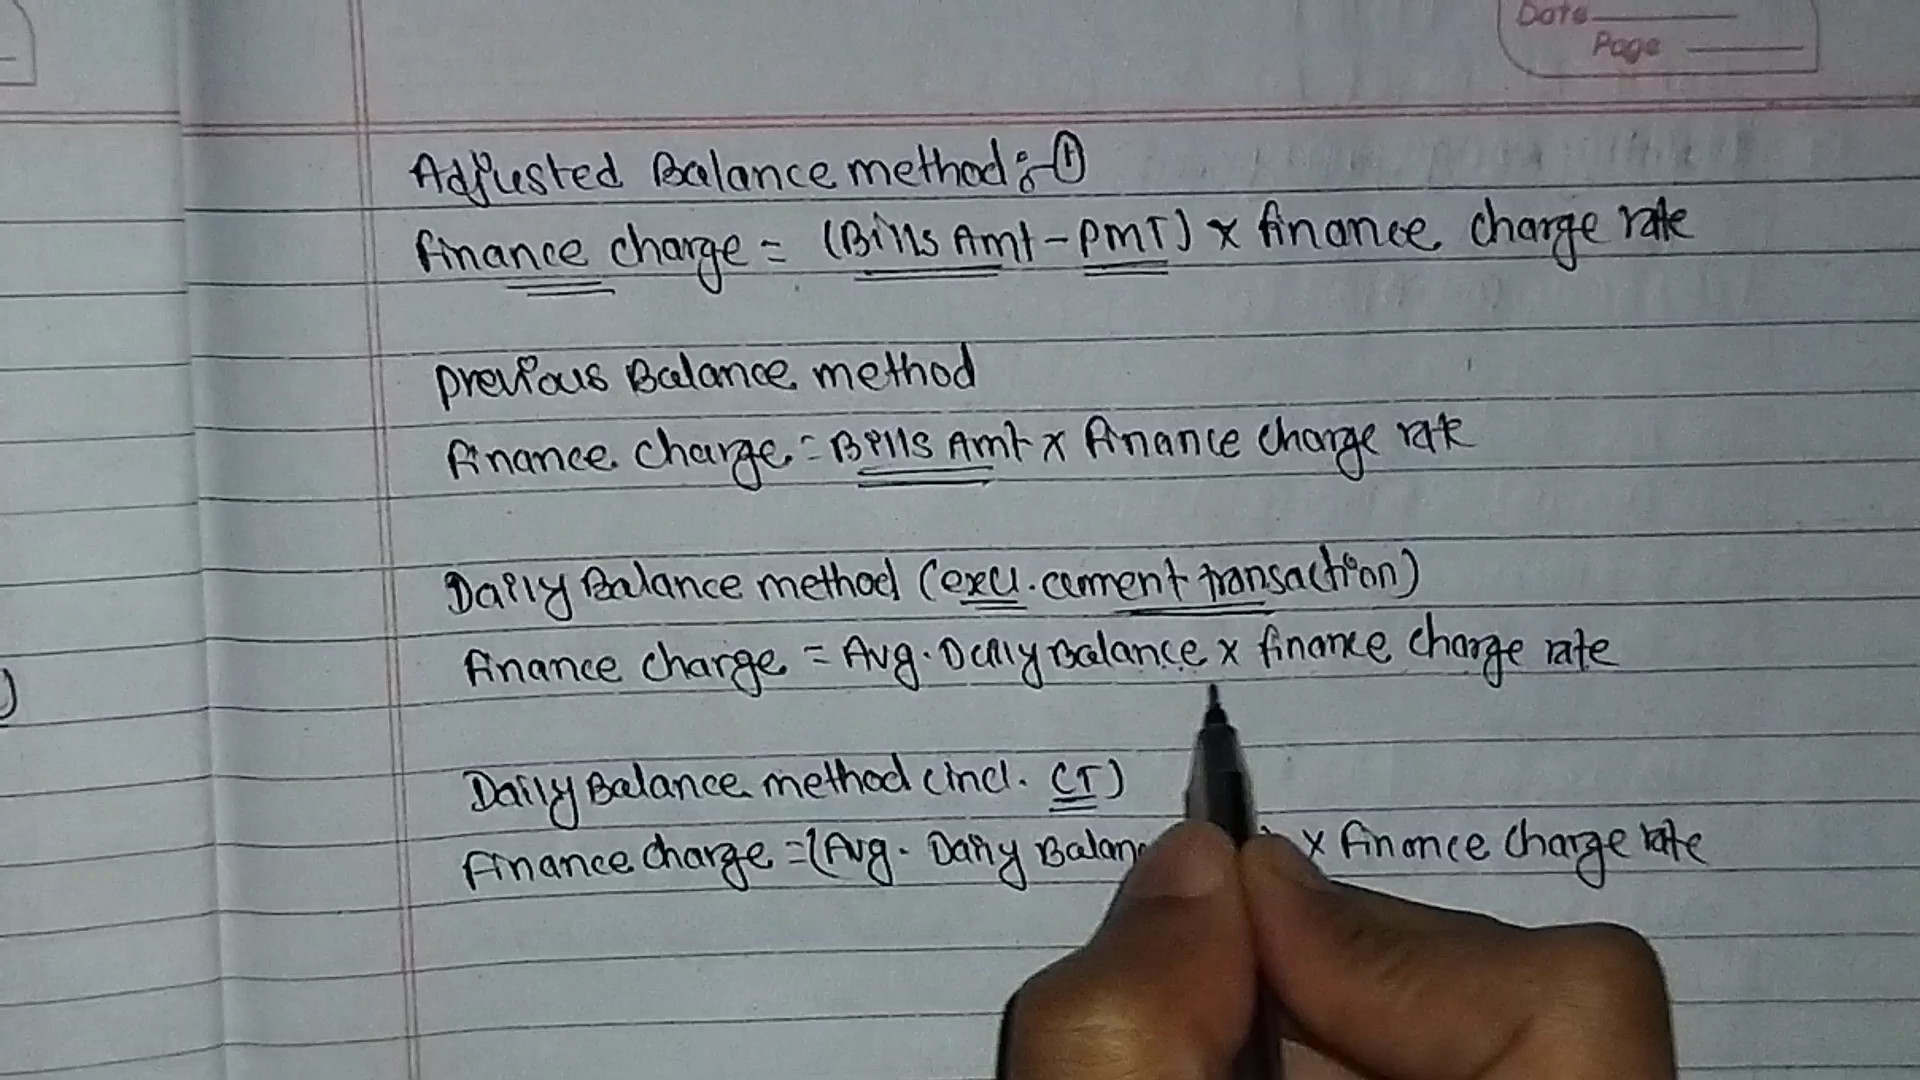 Date
Page
Adjusted Balance method :- ①
finance charge = (Bills Amt - PMT) x finance charge rate
previous Balance method
finance charge = Bills Amt x finance charge rate
Daily Balance method (excl. current transaction)
finance charge = Avg. Daily Balance x finance charge rate
Daily Balance method (incl. CT)
finance charge = (Avg. Daily x finance charge rate